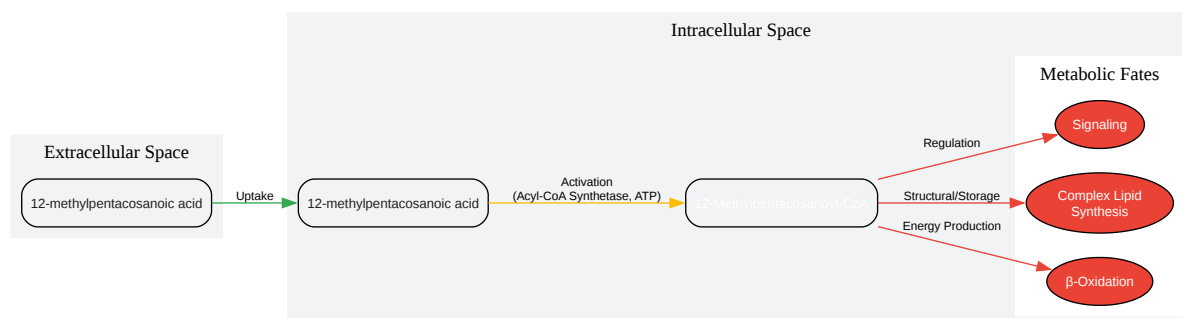 Intracellular Space
Metabolic Fates
Extracellular Space
12-methylpentacosanoic acid
Uptake
12-methylpentacosanoic acid
Activation
(Acyl-CoA Synthetase, ATP)
12-Methylpentacosanoyl-CoA
Regulation
Signaling
Structural/Storage
Complex Lipid
Synthesis
Energy Production
β-Oxidation